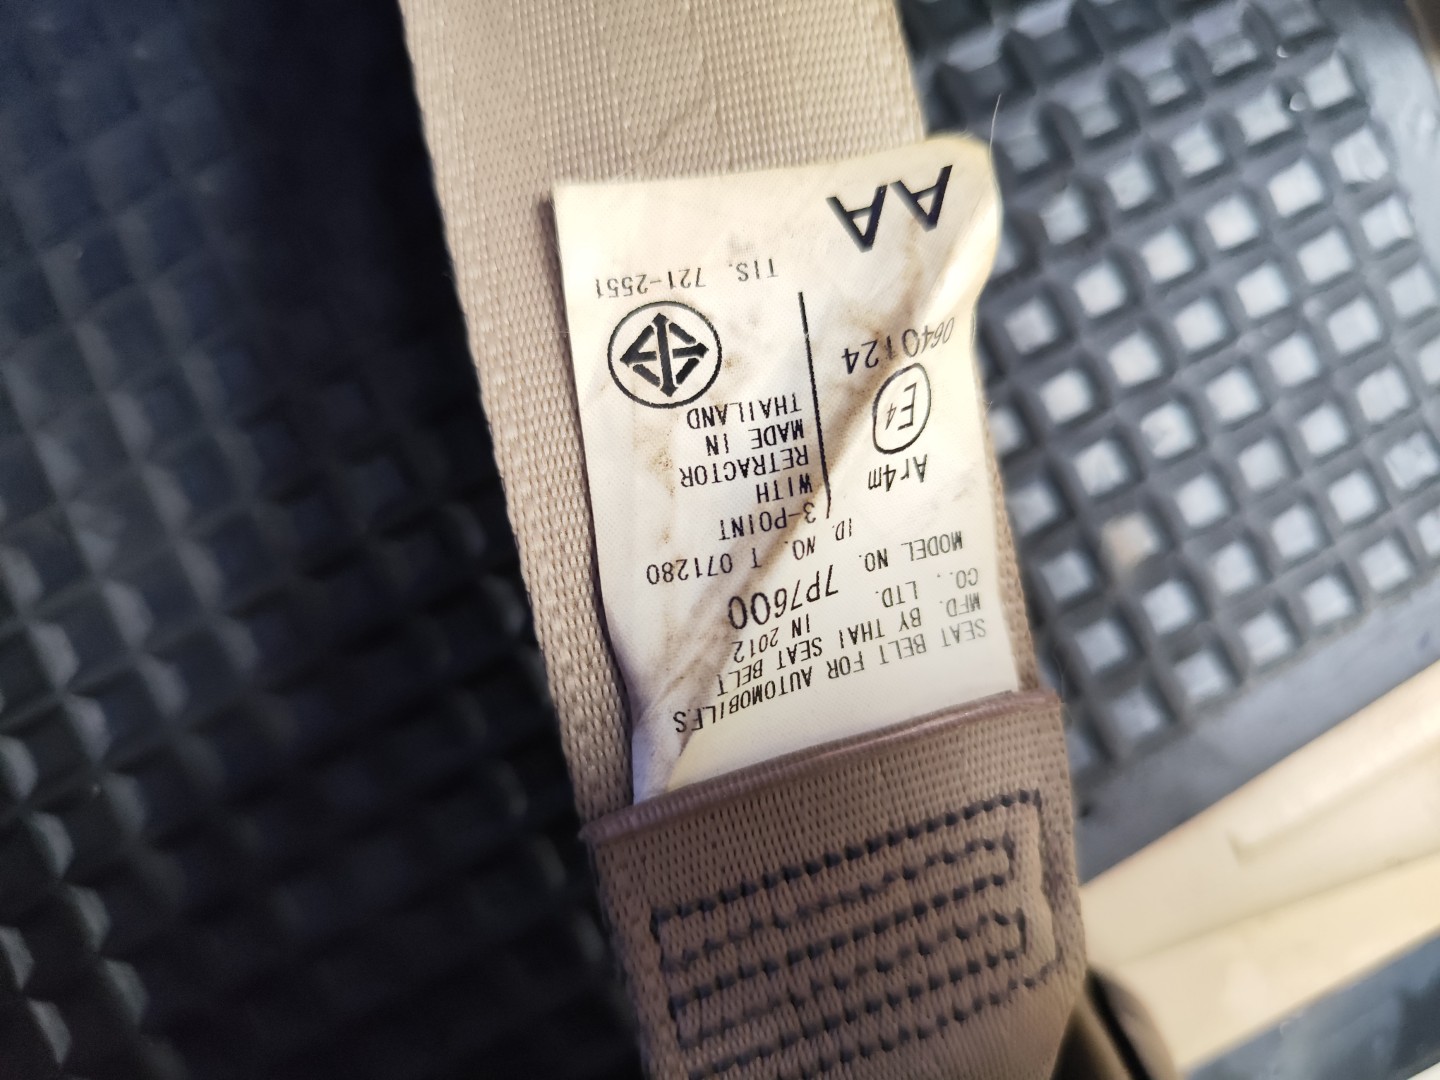 SEAT BELT FOR AUTOMOBILES
MFD. BY THAI SEAT BELT
CO., LTD. IN 2012
MODEL NO. 7P7600
ID. NO. T 071280
Ar4m
E4
0640124
3-POINT
WITH
RETRACTOR
MADE IN
THAILAND
TIS. 721-2551
AA